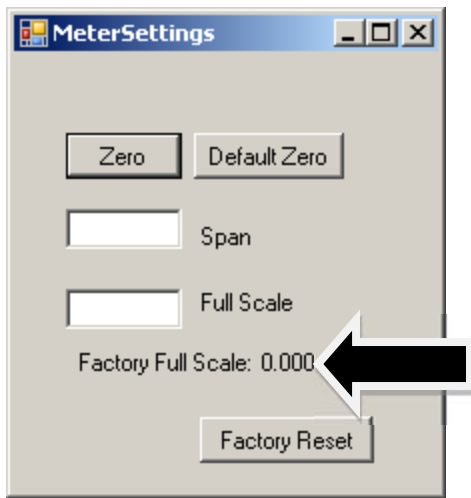 MeterSettings
Zero Default Zero
Span
Full Scale
Factory Full Scale: 0.000
Factory Reset